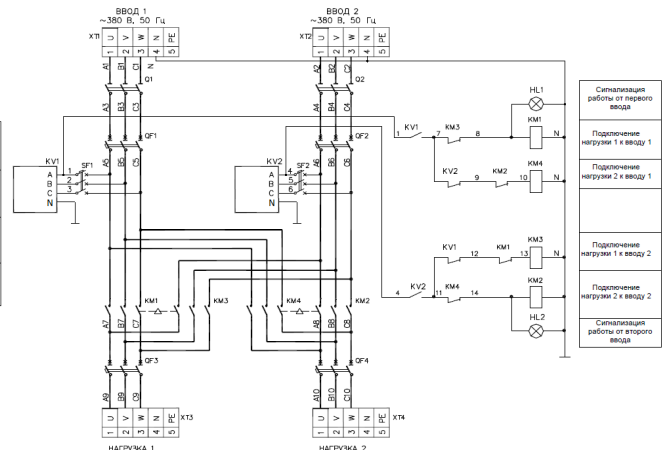 ВВОД 1
~380 В, 50 Гц
ВВОД 2
~380 В, 50 Гц
XT1
U V W N PE
1 2 3 4 5
XT2
U V W N PE
1 2 3 4 5
A1 B1 C1 N
A2 B2 C2
Q1
Q2
A3 B3 C3
A4 B4 C4
QF1
QF2
A5 B5 C5
A6 B6 C6
KV1
A
B
C
N
SF1
1
2
3
KV2
A
B
C
N
SF2
4
5
6
KM1
KM3
KM4
KM2
A7 B7 C7
A8 B8 C8
QF3
QF4
A9 B9 C9
A10 B10 C10
U V W N PE
1 2 3 4 5
XT3
U V W N PE
1 2 3 4 5
XT4
НАГРУЗКА 1
НАГРУЗКА 2
HL1
1 KV1 7 KM3 8 KM1 N
KV2 9 KM2 10 KM4 N
KV1 12 KM1 13 KM3 N
4 KV2 11 KM4 14 KM2
HL2
Сигнализация
работы от первого
ввода
Подключение
нагрузки 1 к вводу 1
Подключение
нагрузки 2 к вводу 1
Подключение
нагрузки 1 к вводу 2
Подключение
нагрузки 2 к вводу 2
Сигнализация
работы от второго
ввода